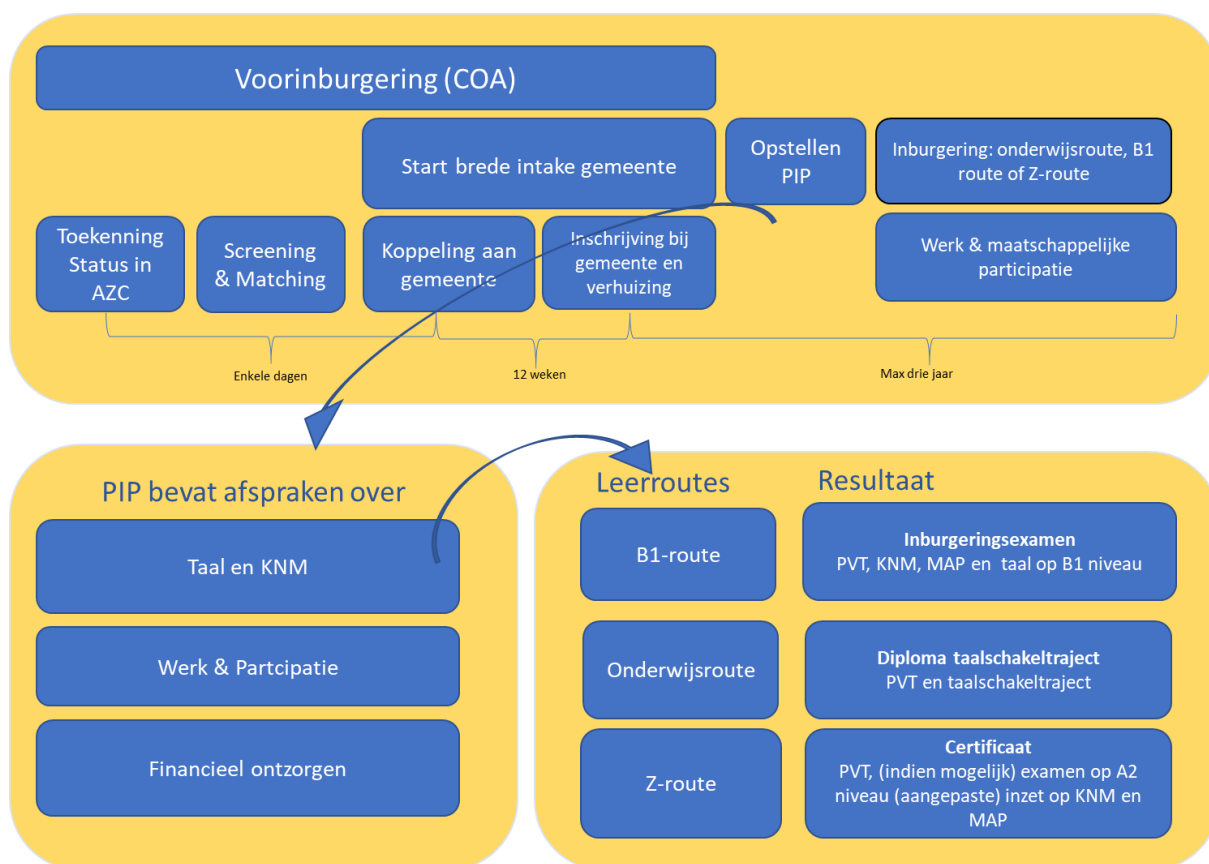 Voorinburgering (COA)
Start brede intake gemeente
Opstellen
PIP
Inburgering: onderwijsroute, B1
route of Z-route
Toekenning
Status in
AZC
Screening
& Matching
Koppeling aan
gemeente
Inschrijving bij
gemeente en
verhuizing
Werk & maatschappelijke
participatie
Enkele dagen
12 weken
Max drie jaar
PIP bevat afspraken over
Taal en KNM
Werk & Partcipatie
Financieel ontzorgen
Leerroutes
Resultaat
B1-route
Inburgeringsexamen
PVT, KNM, MAP en taal op B1 niveau
Onderwijsroute
Diploma taalschakeltraject
PVT en taalschakeltraject
Z-route
Certificaat
PVT, (indien mogelijk) examen op A2
niveau (aangepaste) inzet op KNM en
MAP